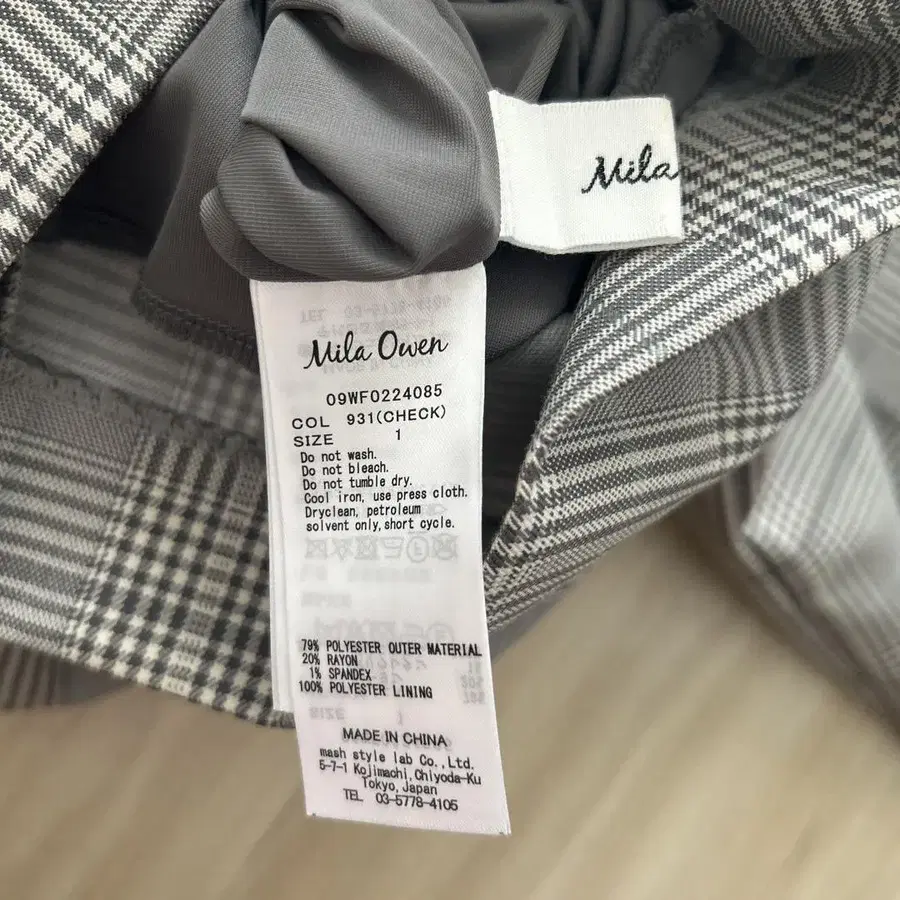 Mila
Mila Owen
09WF0224085
COL 931(CHECK)
SIZE 1
Do not wash.
Do not bleach.
Do not tumble dry.
Cool iron, use press cloth.
Dryclean, petroleum
solvent only, short cycle.
79% POLYESTER OUTER MATERIAL
20% RAYON
1% SPANDEX
100% POLYESTER LINING
MADE IN CHINA
mash style lab Co., Ltd.
5-7-1 Kojimachi, Chiyoda-Ku
Tokyo, Japan
TEL 03-5778-4105